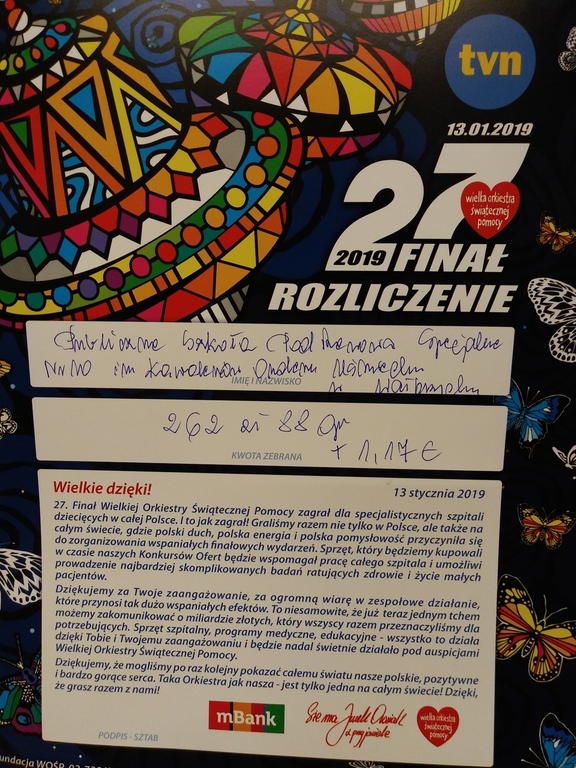 tvn
13.01.2019
27
wielka orkiestra
świątecznej
pomocy
2019 FINAŁ
ROZLICZENIE
Publiczna Szkoła Podstawowa Specjalna
Nr 10 im Kawalerów Orderu Uśmiechu
w Wałbrzychu
IMIĘ I NAZWISKO
262 zł 88 gr
+ 1,17 €
KWOTA ZEBRANA
Wielkie dzięki! 13 stycznia 2019
27. Finał Wielkiej Orkiestry Świątecznej Pomocy zagrał dla specjalistycznych szpitali
dziecięcych w całej Polsce. I to jak zagrał! Graliśmy razem nie tylko w Polsce, ale także na
całym świecie, gdzie polski duch, polska energia i polska pomysłowość przyczyniła się
do zorganizowania wspaniałych finałowych wydarzeń. Sprzęt, który będziemy kupowali
w czasie naszych Konkursów Ofert będzie wspomagał pracę całego szpitala i umożliwi
prowadzenie najbardziej skomplikowanych badań ratujących zdrowie i życie małych
pacjentów.
Dziękujemy za Twoje zaangażowanie, za ogromną wiarę w zespołowe działanie,
które przynosi tak dużo wspaniałych efektów. To niesamowite, że już teraz jednym tchem
możemy zakomunikować o miliardzie złotych, który wszyscy razem przeznaczyliśmy dla
potrzebujących. Sprzęt szpitalny, programy medyczne, edukacyjne - wszystko to działa
dzięki Tobie i Twojemu zaangażowaniu i będzie nadal świetnie działało pod auspicjami
Wielkiej Orkiestry Świątecznej Pomocy.
Dziękujemy, że mogliśmy po raz kolejny pokazać całemu światu nasze polskie, pozytywne
i bardzo gorące serca. Taka Orkiestra jak nasza - jest tylko jedna na całym świecie! Dzięki,
że grasz razem z nami!
mBank
Sie ma Jurek Owsiak
z przyjaciółmi
wielka orkiestra
świątecznej
pomocy
PODPIS - SZTAB
undacja WOŚP, 02-